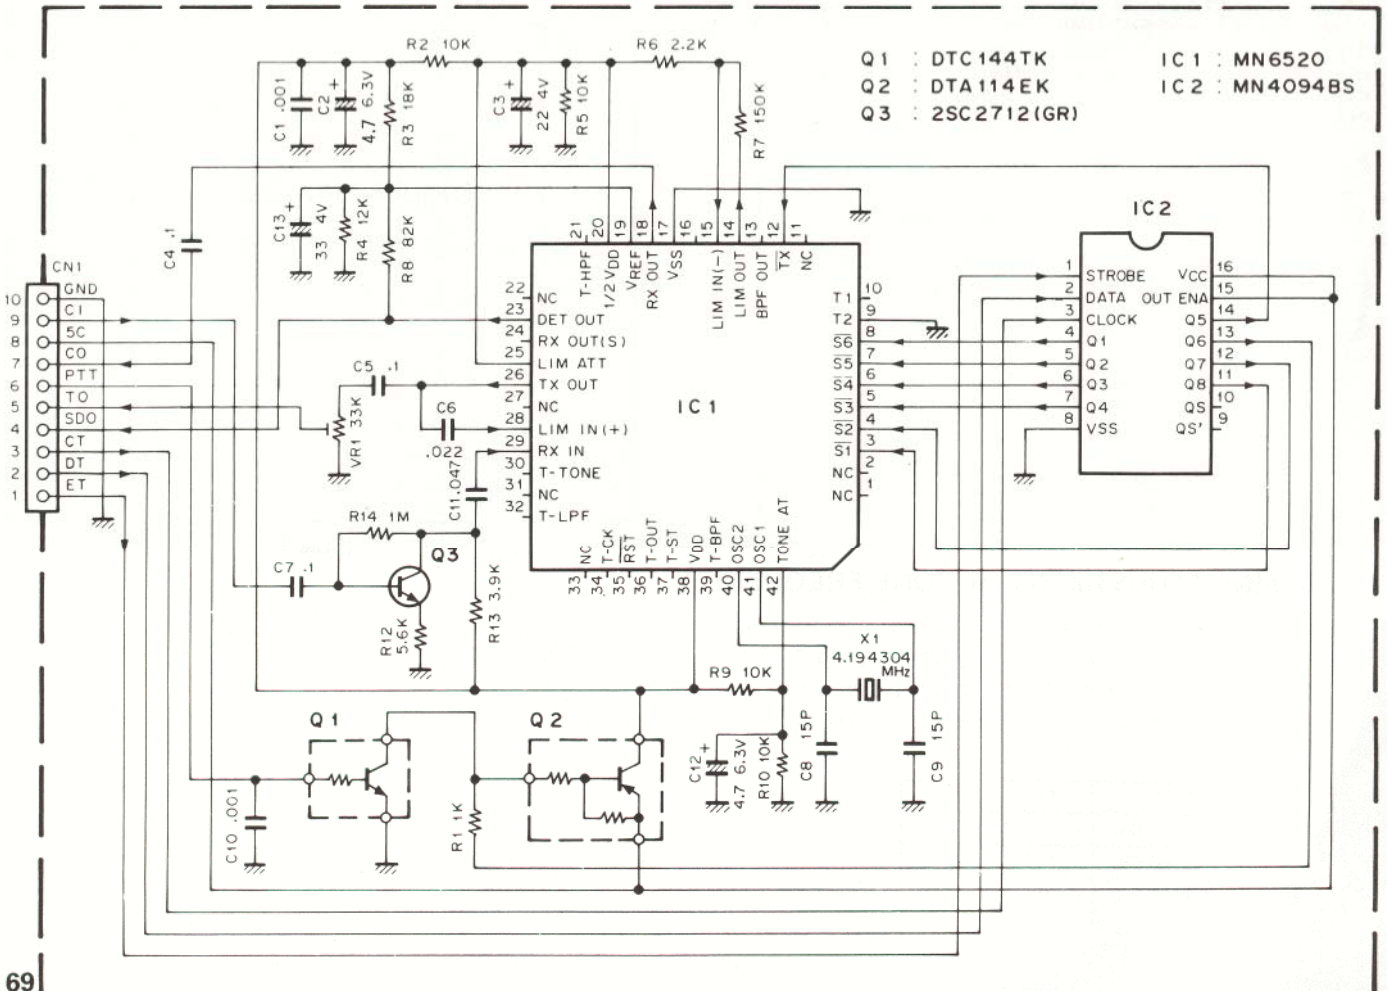 R2 10K
R6 2.2K
Q1 : DTC144TK
Q2 : DTA114EK
Q3 : 2SC2712(GR)
IC1 : MN6520
IC2 : MN4094BS
C1 .001
C2 +
4.7 6.3V
R3 18K
C3 +
22 4V
R5 10K
R7 150K
C4 .1
C13 +
33 4V
R4 12K
R8 82K
IC2
CN1
10 GND
9 CI
8 5C
7 CO
6 PTT
5 TO
4 SDO
3 CT
2 DT
1 ET
21 T-HPF
20 1/2 VDD
19 VREF
18 RX OUT
17 VSS
16
15 LIM IN(-)
14 LIM OUT
13 BPF OUT
12 TX
11 NC
22 NC
23 DET OUT
24 RX OUT(S)
25 LIM ATT
26 TX OUT
27 NC
28 LIM IN(+)
29 RX IN
30 T-TONE
31 NC
32 T-LPF
IC1
T1 10
T2 9
S6 8
S5 7
S4 6
S3 5
S2 4
S1 3
NC 2
NC 1
33 NC
34 T-CK
35 RST
36 T-OUT
37 T-ST
38 VDD
39 T-BPF
40 OSC2
41 OSC1
42 TONE AT
1 STROBE
2 DATA
3 CLOCK
4 Q1
5 Q2
6 Q3
7 Q4
8 VSS
VCC 16
OUT ENA 15
Q5 14
Q6 13
Q7 12
Q8 11
QS 10
QS' 9
C5 .1
VR1 33K
C6
.022
C11 .047
R14 1M
Q3
C7 .1
R12
5.6K
R13 3.9K
X1
4.194304
MHz
R9 10K
Q1
Q2
C12 +
4.7 6.3V
R10 10K
C8 15P
C9 15P
C10 .001
R1 1K
69